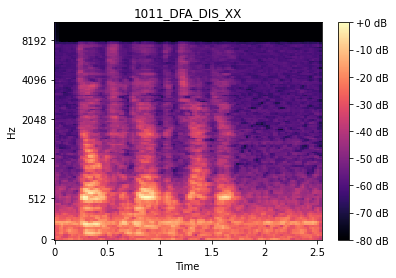 1011_DFA_DIS_XX
+0 dB
8192
-10 dB
4096
-20 dB
-30 dB
Hz
2048
-40 dB
1024
-50 dB
512
-60 dB
-70 dB
0
-80 dB
0
0.5
1
1.5
2
2.5
Time